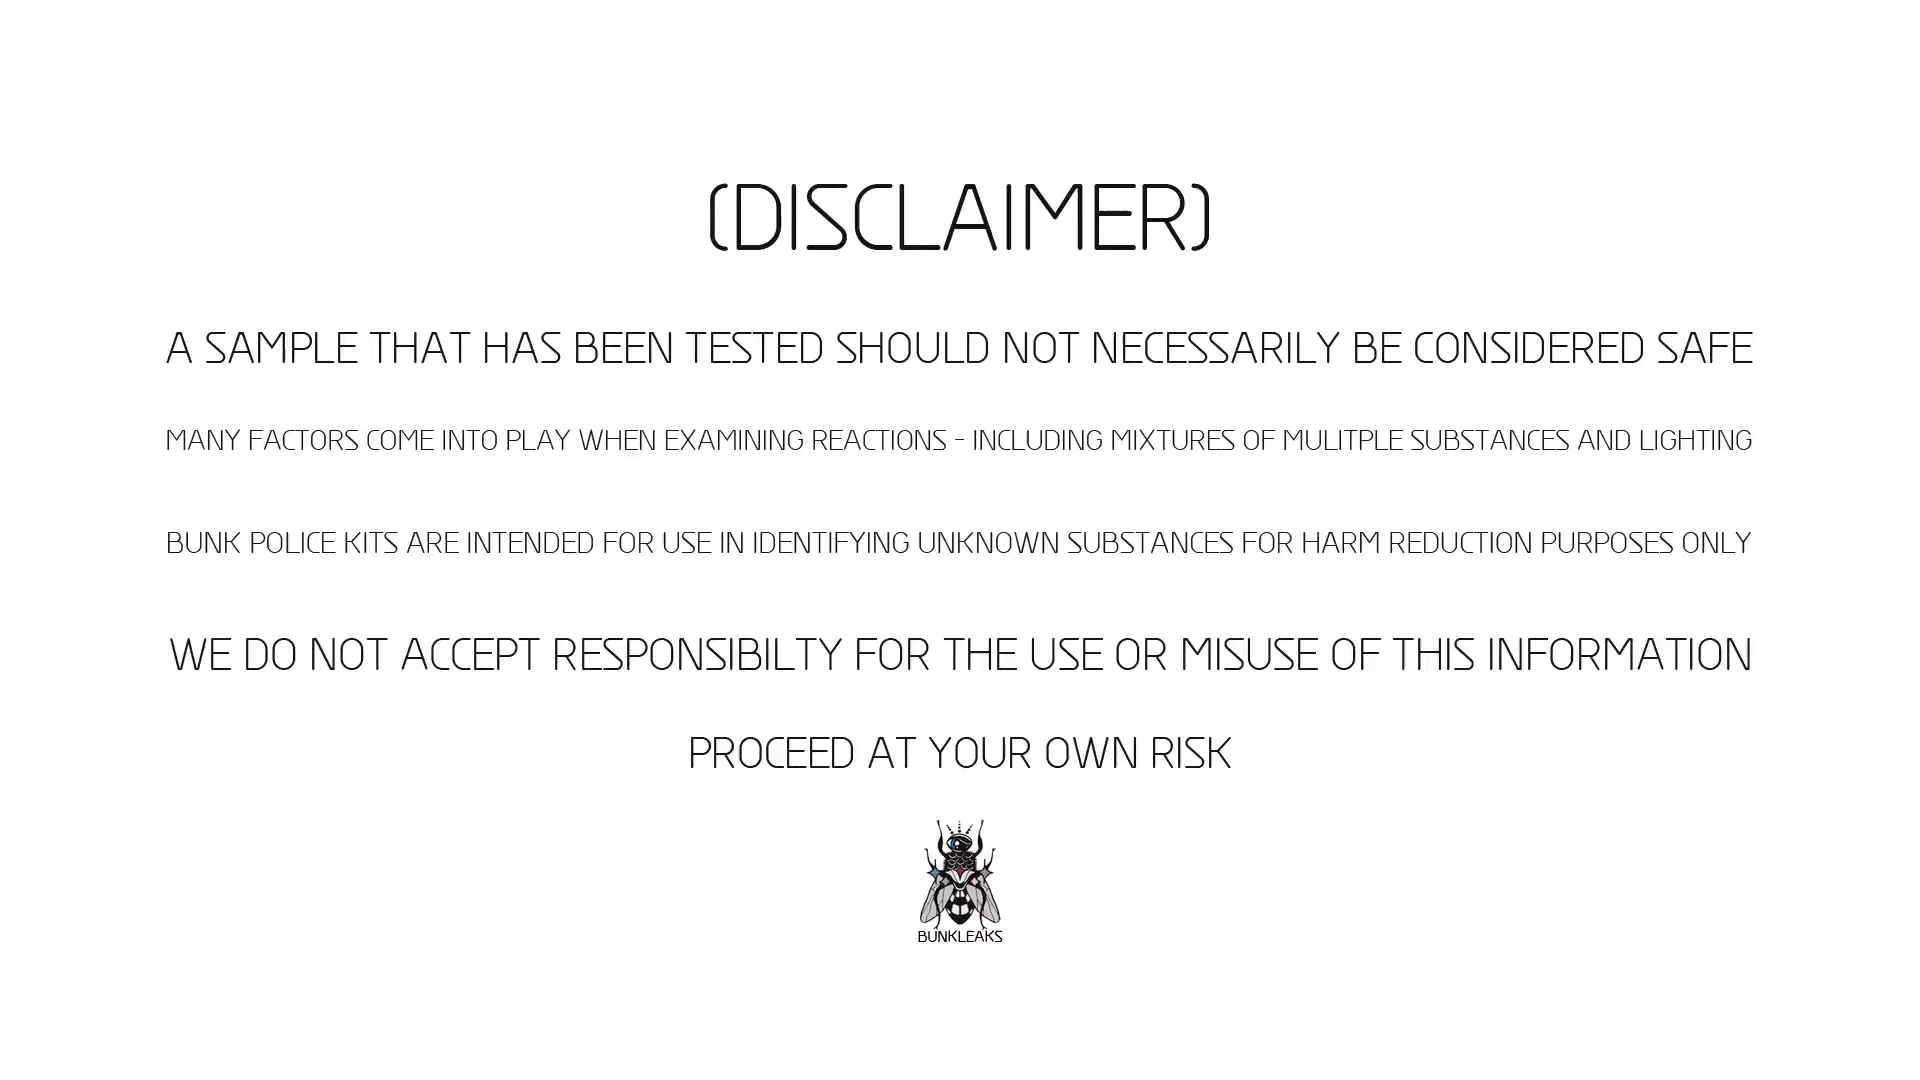 (DISCLAIMER)
A SAMPLE THAT HAS BEEN TESTED SHOULD NOT NECESSARILY BE CONSIDERED SAFE
MANY FACTORS COME INTO PLAY WHEN EXAMINING REACTIONS - INCLUDING MIXTURES OF MULITPLE SUBSTANCES AND LIGHTING
BUNK POLICE KITS ARE INTENDED FOR USE IN IDENTIFYING UNKNOWN SUBSTANCES FOR HARM REDUCTION PURPOSES ONLY
WE DO NOT ACCEPT RESPONSIBILTY FOR THE USE OR MISUSE OF THIS INFORMATION
PROCEED AT YOUR OWN RISK
BUNKLEAKS